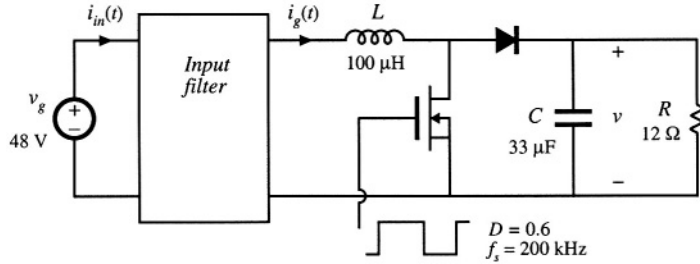 i_in(t)
i_g(t)
L
100 µH
Input
filter
v_g
+
–
48 V
C
33 µF
+
v
–
R
12 Ω
D = 0.6
f_s = 200 kHz